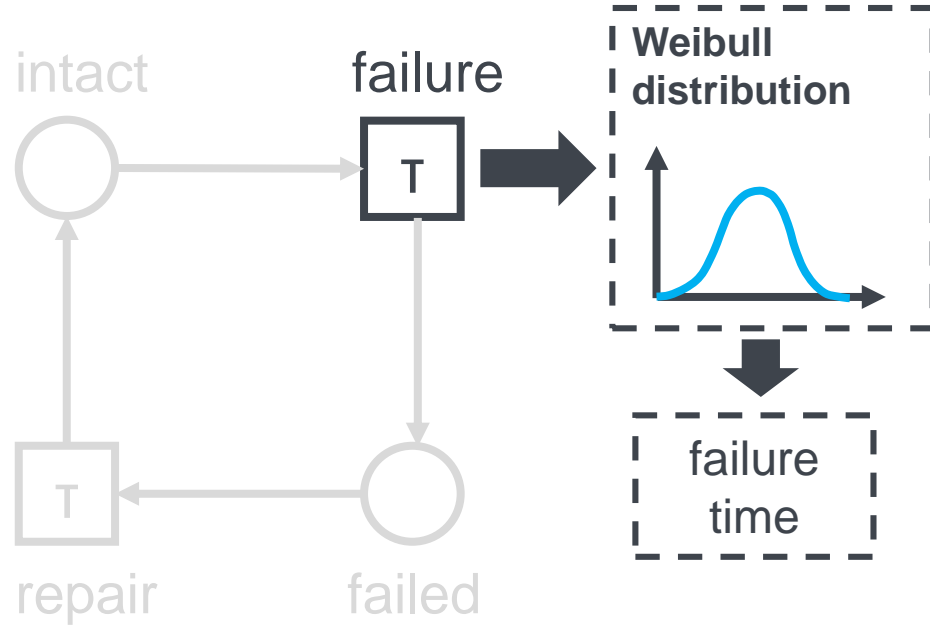 intact
failure
T
Weibull
distribution
failure
time
T
repair
failed